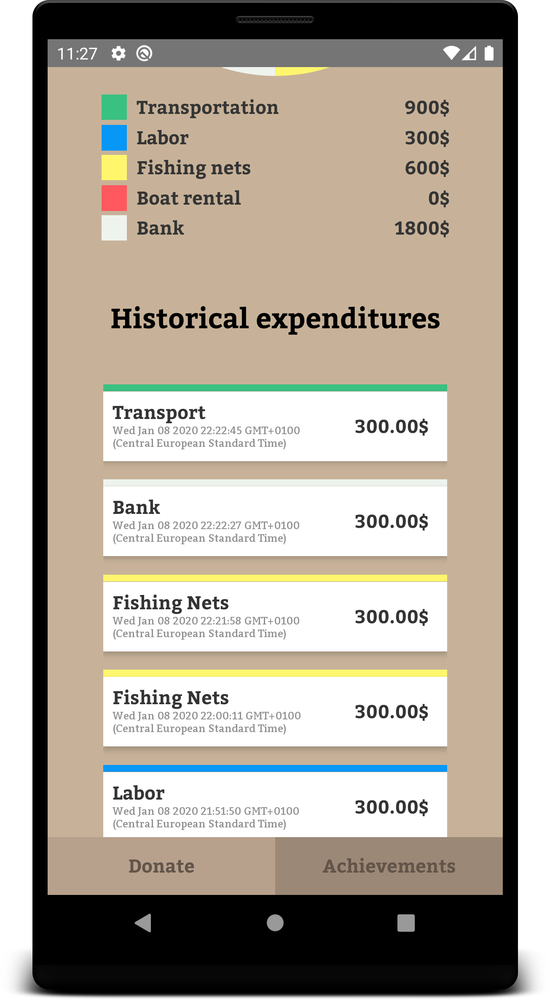 11:27
Transportation 900$
Labor 300$
Fishing nets 600$
Boat rental 0$
Bank 1800$
Historical expenditures
Transport
Wed Jan 08 2020 22:22:45 GMT+0100
(Central European Standard Time)
300.00$
Bank
Wed Jan 08 2020 22:22:27 GMT+0100
(Central European Standard Time)
300.00$
Fishing Nets
Wed Jan 08 2020 22:21:58 GMT+0100
(Central European Standard Time)
300.00$
Fishing Nets
Wed Jan 08 2020 22:00:11 GMT+0100
(Central European Standard Time)
300.00$
Labor
Wed Jan 08 2020 21:51:50 GMT+0100
(Central European Standard Time)
300.00$
Donate Achievements